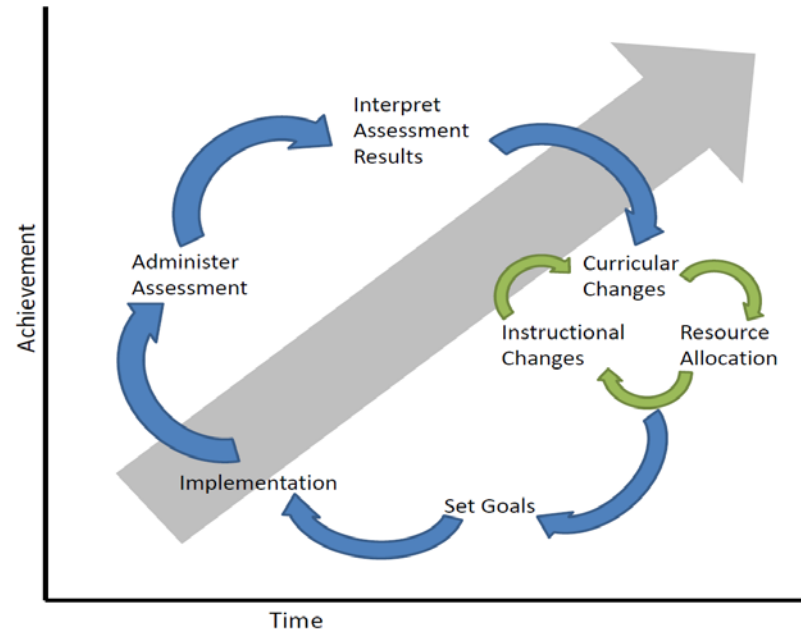 Interpret
Assessment
Results
Administer
Assessment
Curricular
Changes
Instructional
Changes
Resource
Allocation
Achievement
Implementation
Set Goals
Time